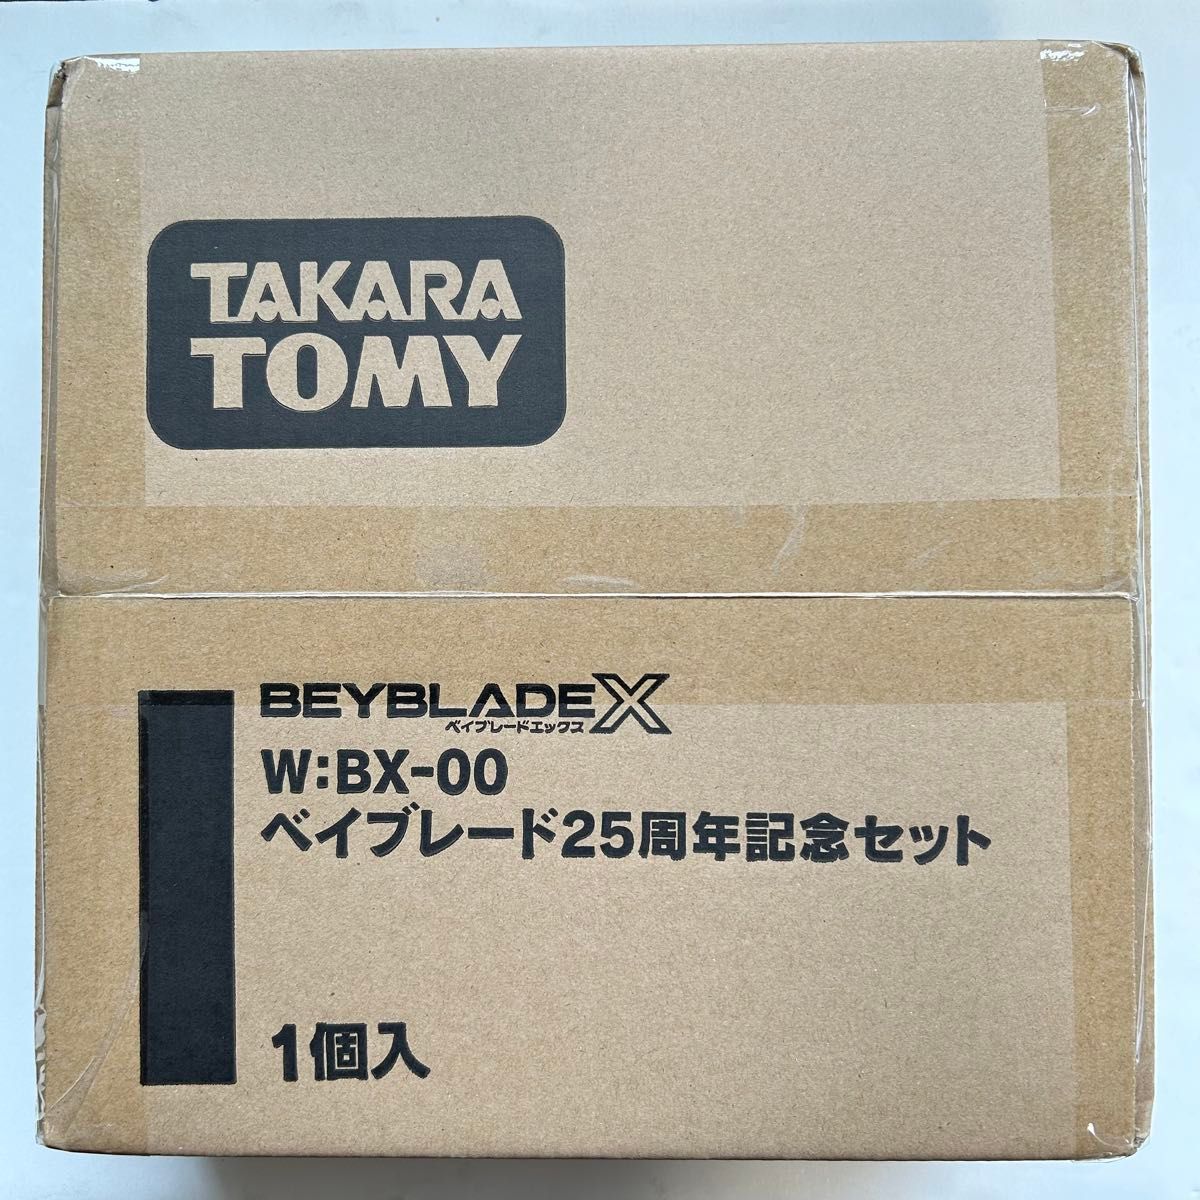 TAKARA
TOMY
BEYBLADE X
ベイブレードエックス
W:BX-00
ベイブレード25周年記念セット
1個入